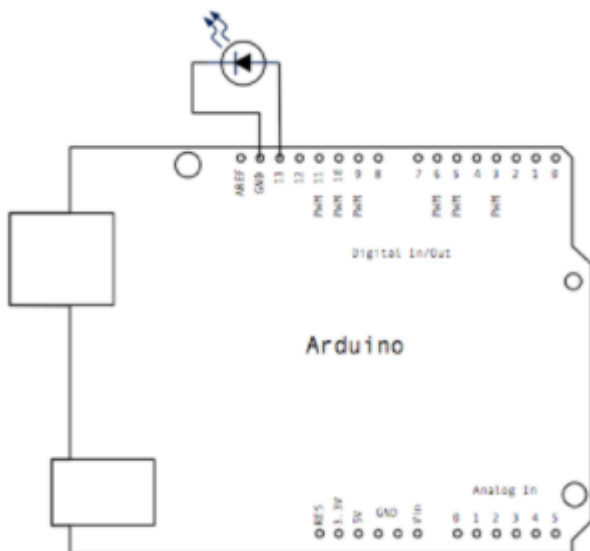 AREF GND 13 12 11 10 9 8 7 6 5 4 3 2 1 0
PWM PWM PWM PWM PWM PWM
Digital In/Out
Arduino
Analog In
RES 3.3V 5V GND Vin 0 1 2 3 4 5